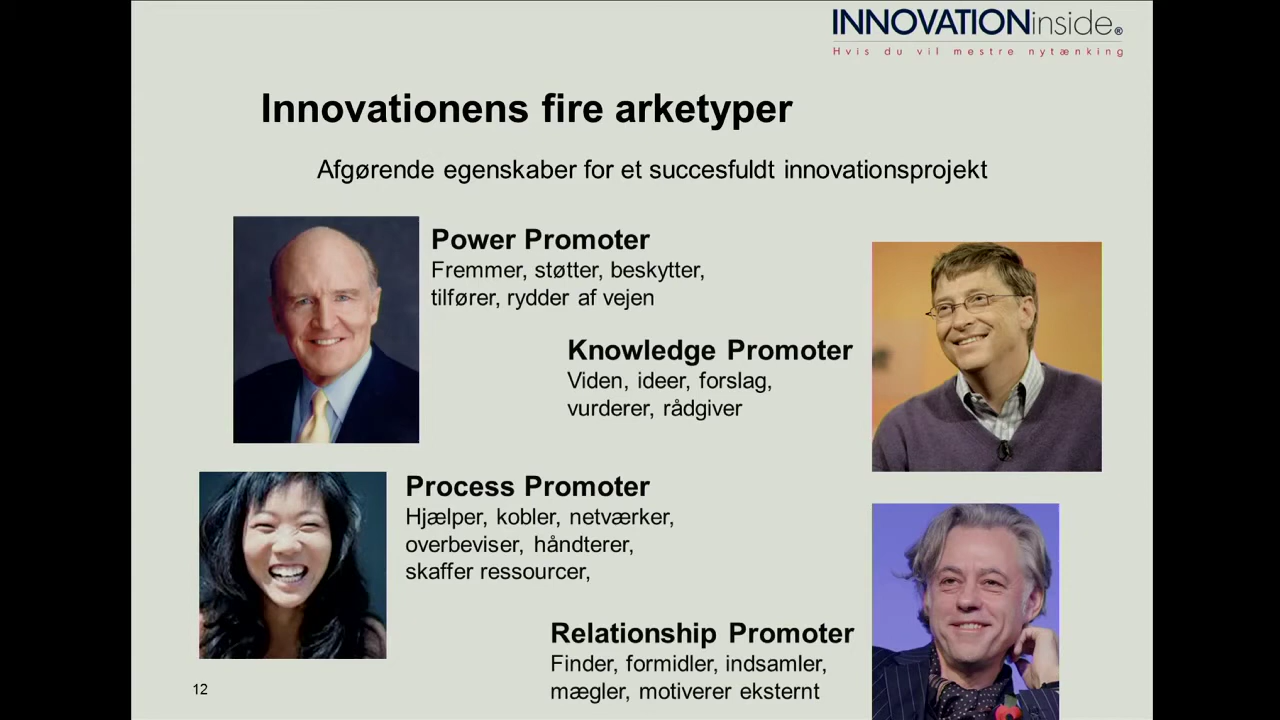 INNOVATIONinside®
Hvis du vil mestre nytænking
Innovationens fire arketyper
Afgørende egenskaber for et succesfuldt innovationsprojekt
Power Promoter
Fremmer, støtter, beskytter,
tilfører, rydder af vejen
Knowledge Promoter
Viden, ideer, forslag,
vurderer, rådgiver
Process Promoter
Hjælper, kobler, netværker,
overbeviser, håndterer,
skaffer ressourcer,
Relationship Promoter
Finder, formidler, indsamler,
mægler, motiverer eksternt
12